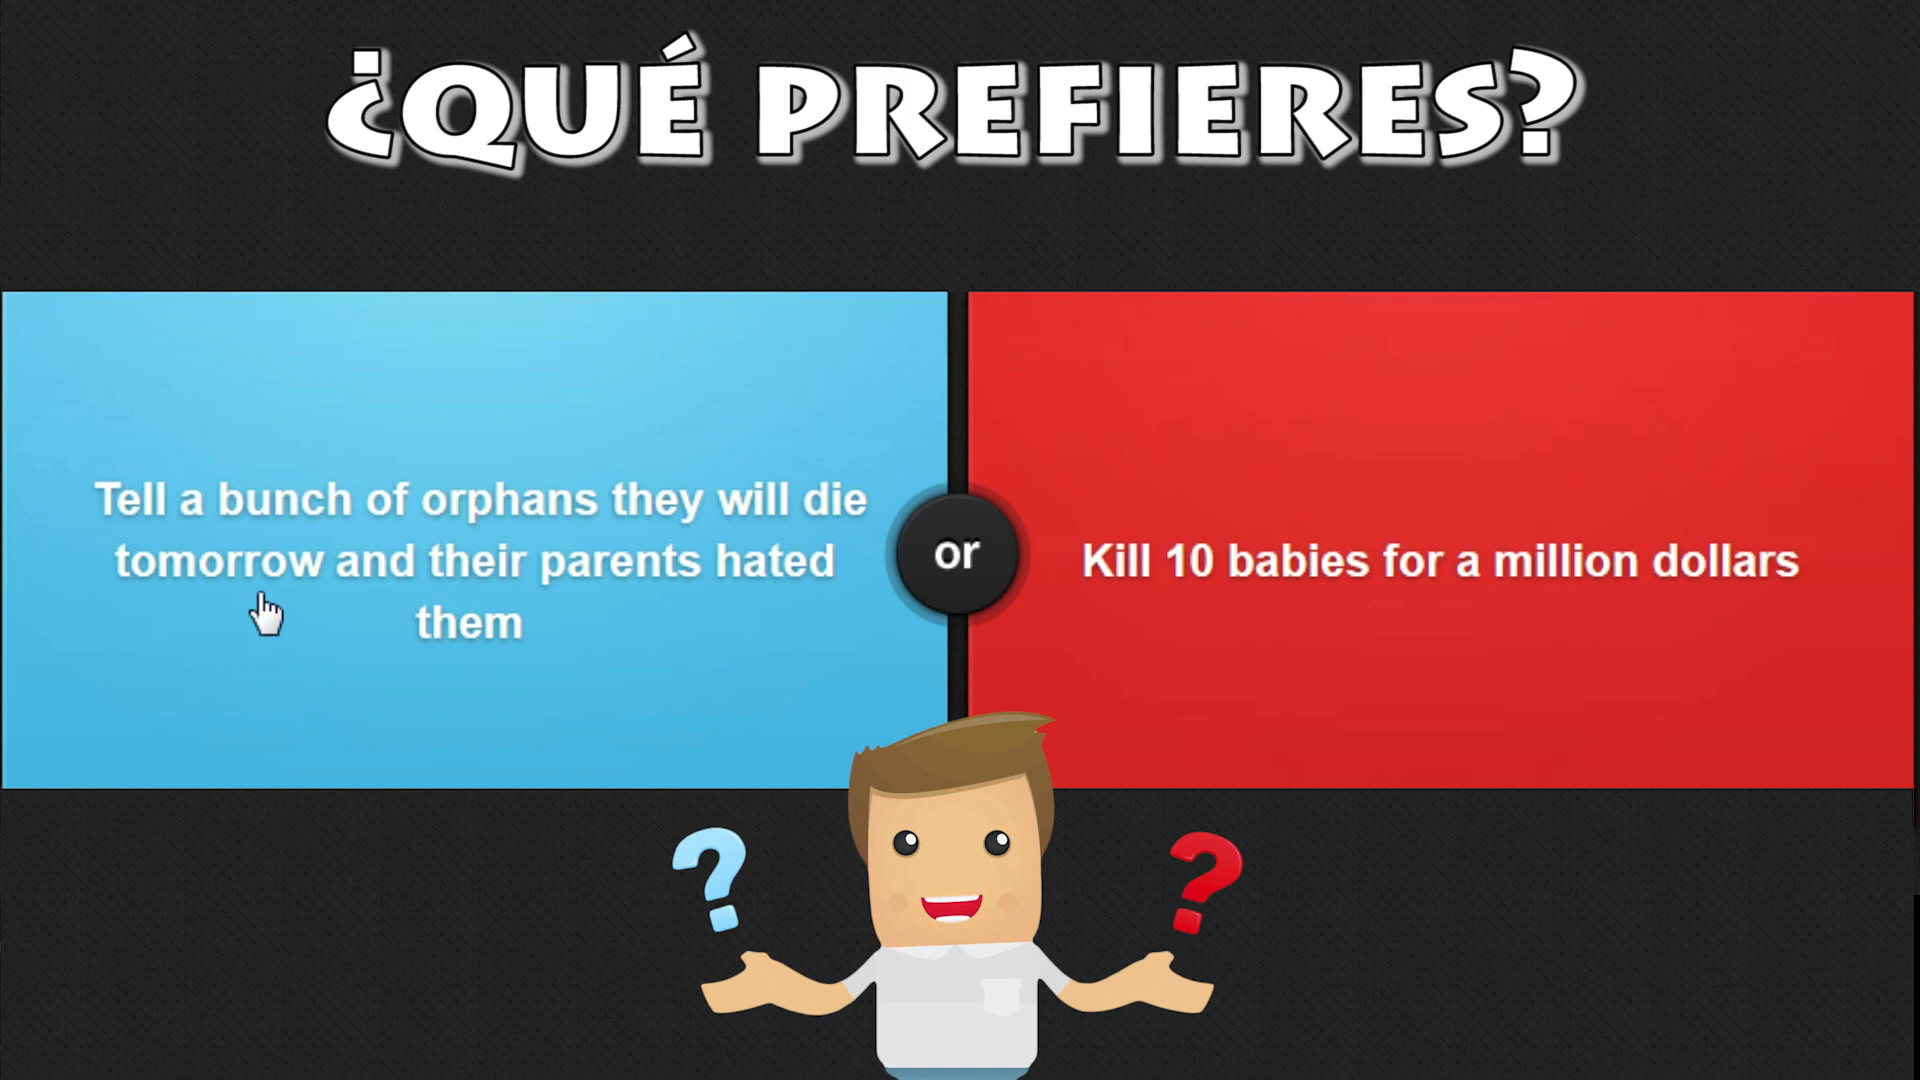 ¿QUÉ PREFIERES?
Tell a bunch of orphans they will die
tomorrow and their parents hated
them
or
Kill 10 babies for a million dollars
? ?